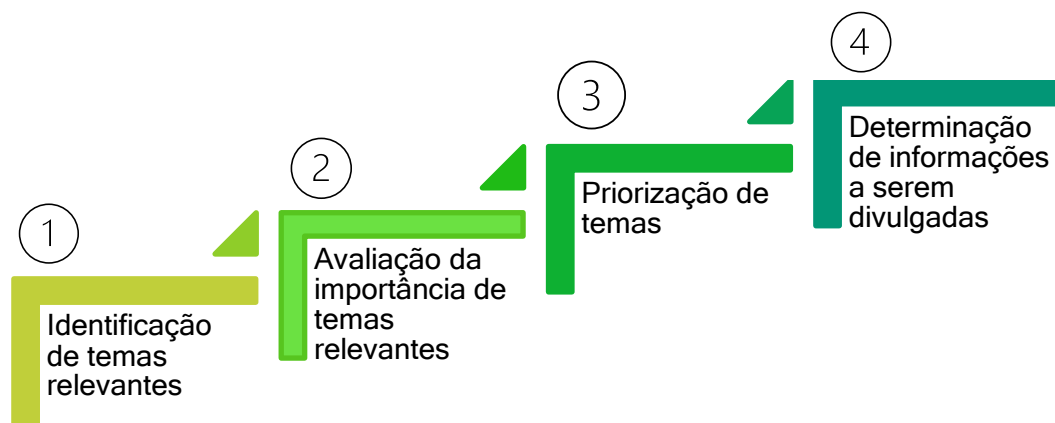 1
Identificação
de temas
relevantes
2
Avaliação da
importância de
temas
relevantes
3
Priorização de
temas
4
Determinação
de informações
a serem
divulgadas